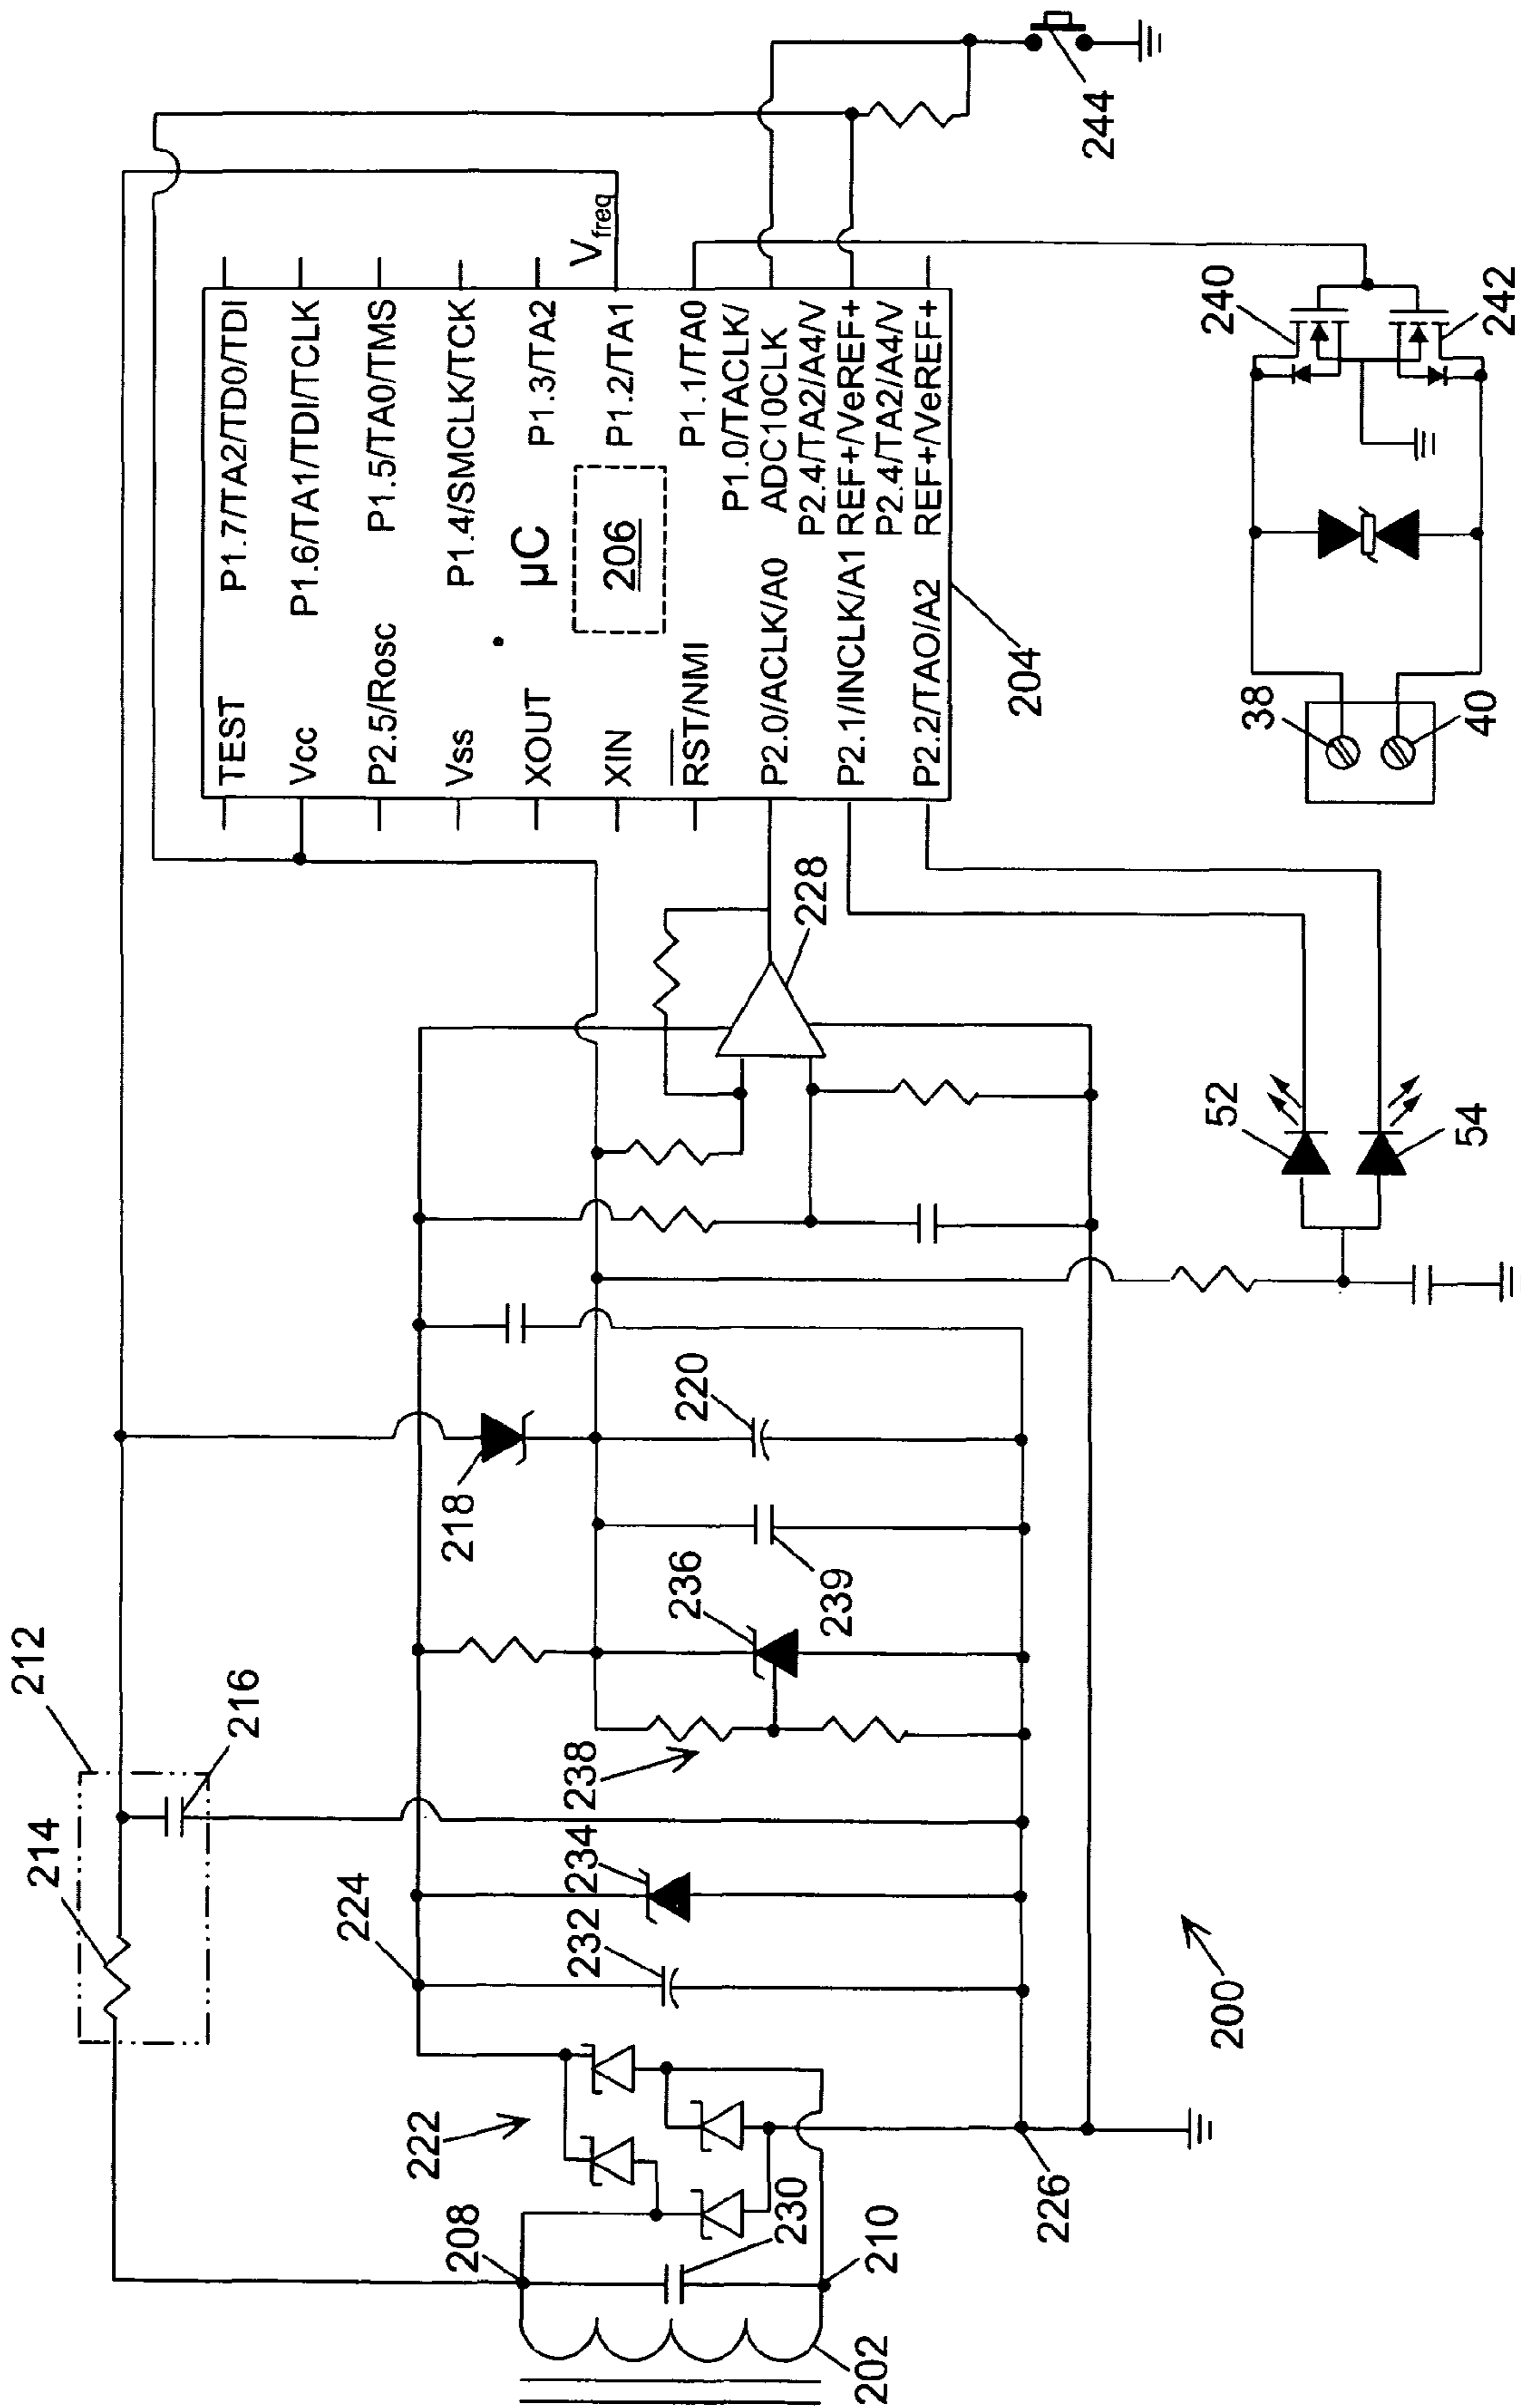 212
214
216
218
Vfreq
TEST P1.7/TA2/TD0/TDI
Vcc P1.6/TA1/TDI/TCLK
P2.5/Rosc P1.5/TA0/TMS
Vss P1.4/SMCLK/TCK
XOUT µC P1.3/TA2
XIN 206 P1.2/TA1
RST/NMI P1.1/TA0
P1.0/TACLK/
P2.0/ACLK/A0 ADC10CLK
P2.4/TA2/A4/V
P2.1/INCLK/A1 REF+/VeREF+
P2.4/TA2/A4/V
P2.2/TAO/A2 REF+/VeREF+
204
244
208
222
224
232
234
238
236
239
220
228
202
210
230
226
200
52
54
38
40
240
242